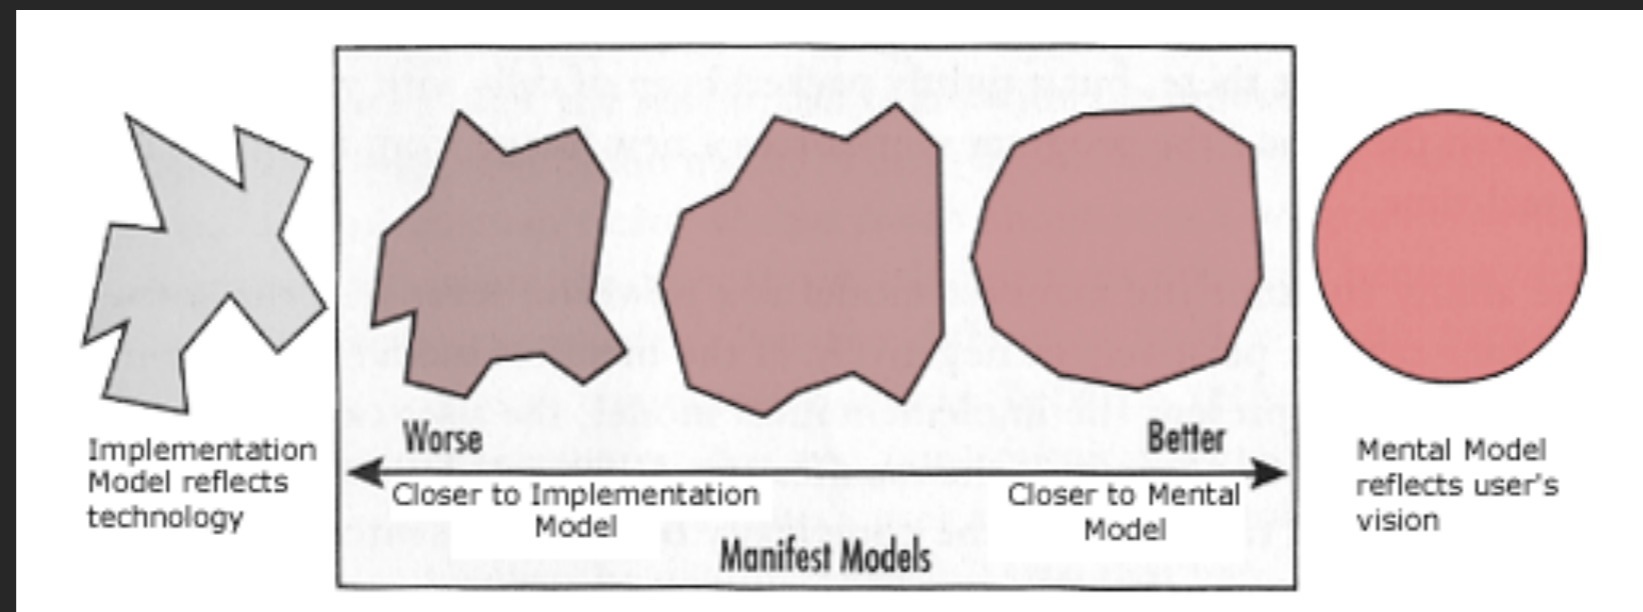 Implementation
Model reflects
technology
Worse
Better
Closer to Implementation
Model
Closer to Mental
Model
Manifest Models
Mental Model
reflects user's
vision